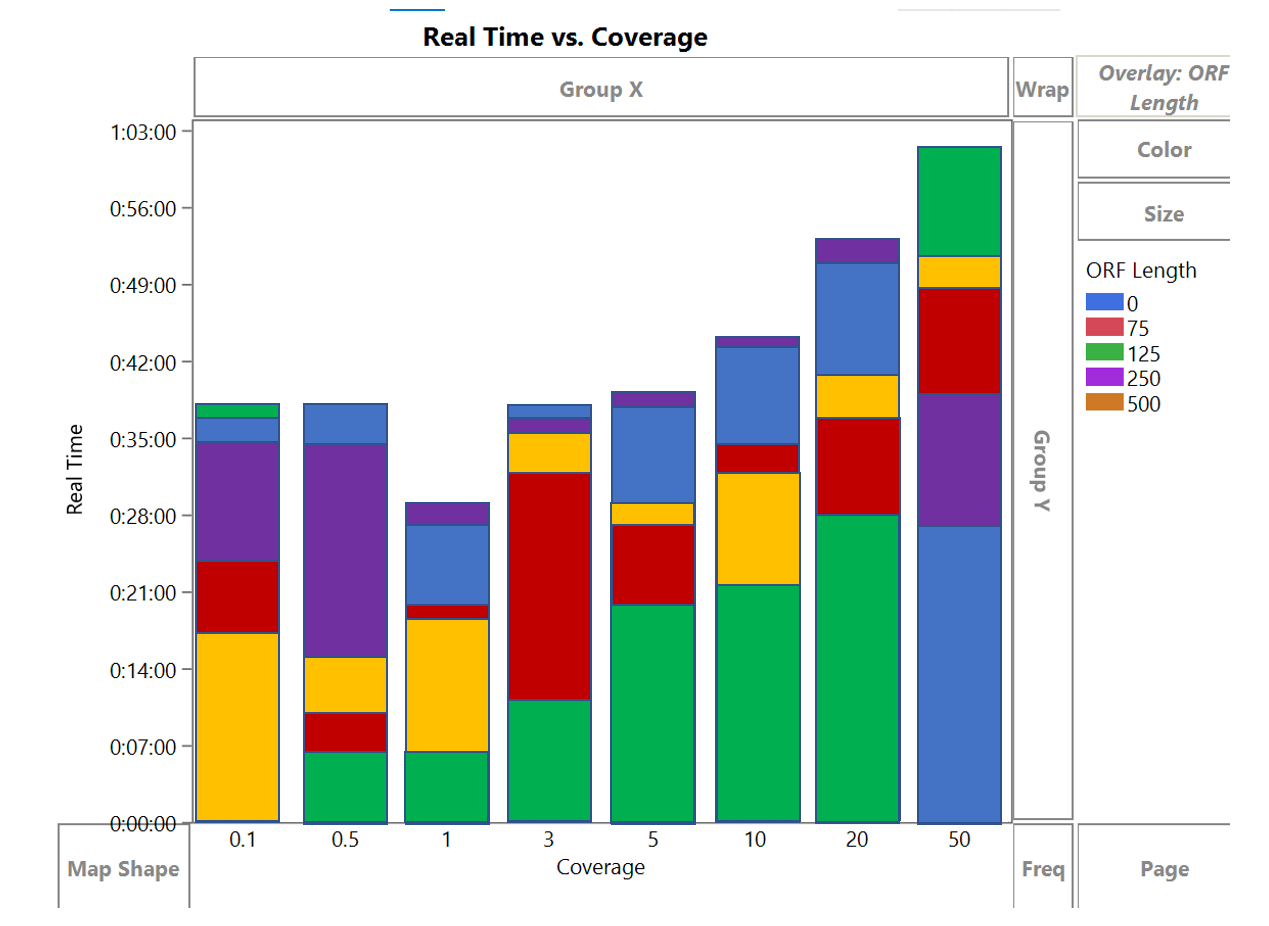 Real Time vs. Coverage
Group X
Wrap
Overlay: ORF
Length
Color
Size
ORF Length
0
75
125
250
500
1:03:00
0:56:00
0:49:00
0:42:00
0:35:00
0:28:00
0:21:00
0:14:00
0:07:00
0:00:00
Real Time
Group Y
0.1 0.5 1 3 5 10 20 50
Coverage
Map Shape
Freq
Page